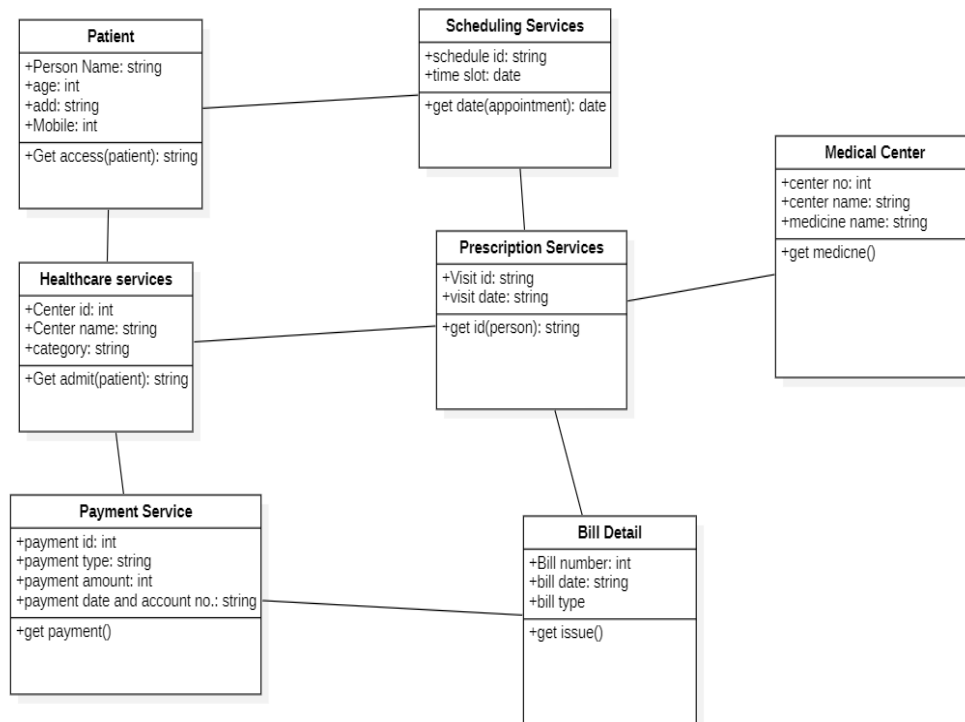 Patient
+Person Name: string
+age: int
+add: string
+Mobile: int
+Get access(patient): string
Scheduling Services
+schedule id: string
+time slot: date
+get date(appointment): date
Medical Center
+center no: int
+center name: string
+medicine name: string
+get medicne()
Healthcare services
+Center id: int
+Center name: string
+category: string
+Get admit(patient): string
Prescription Services
+Visit id: string
+visit date: string
+get id(person): string
Payment Service
+payment id: int
+payment type: string
+payment amount: int
+payment date and account no.: string
+get payment()
Bill Detail
+Bill number: int
+bill date: string
+bill type
+get issue()